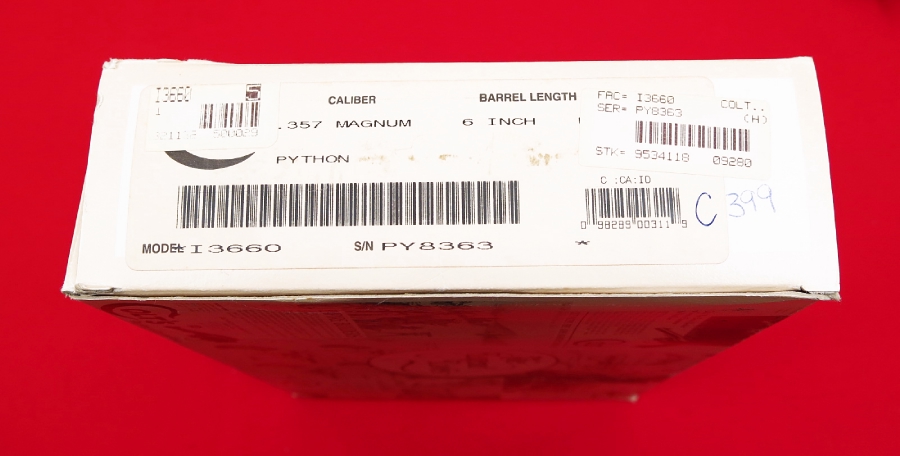 I3660 S
1
CALIBER BARREL LENGTH
.357 MAGNUM 6 INCH
PYTHON
FAC= I3660 COLT..
SER= PY8363 (H)
STK= 9534118 09280
C ;CA:ID
0 98289 00311 9
C 399
MODEL I3660 S/N PY8363 *